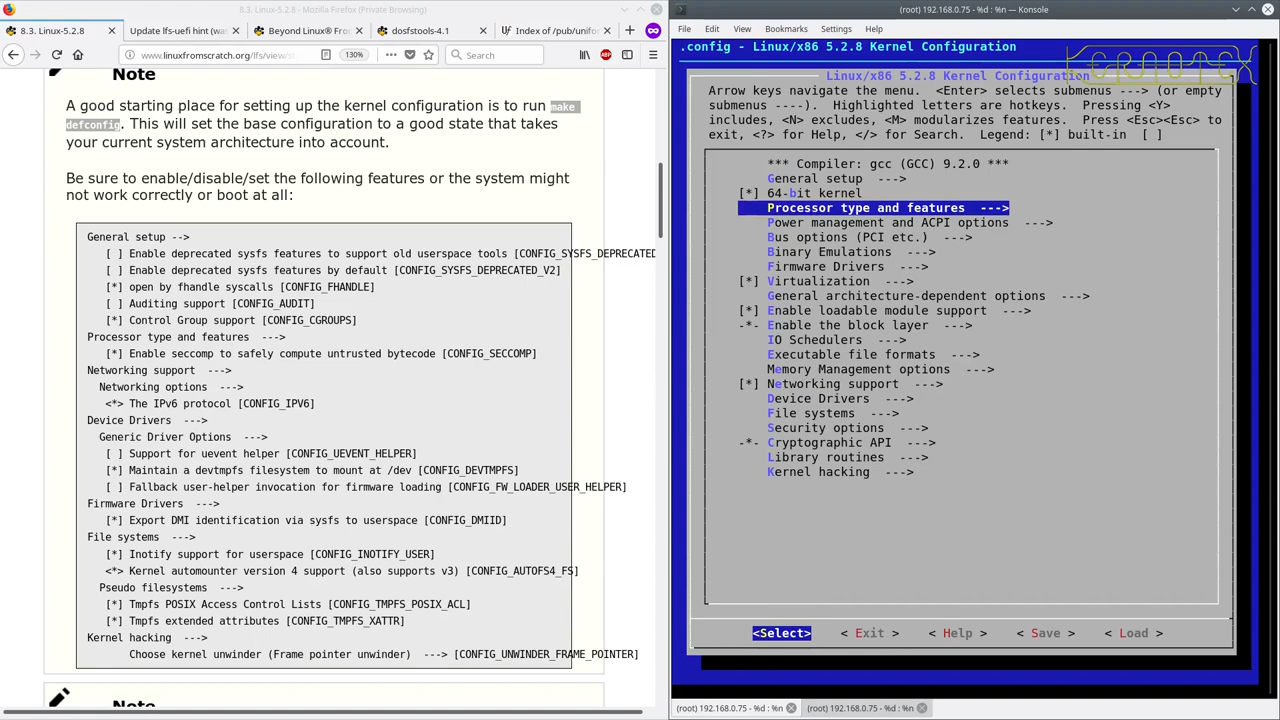 8.3. Linux-5.2.8 - Mozilla Firefox (Private Browsing)
8.3. Linux-5.2.8
Update lfs-uefi hint (was
Beyond Linux® From
dosfstools-4.1
Index of /pub/unifo
www.linuxfromscratch.org/lfs/view/s
130%
Search
ABP
Note
A good starting place for setting up the kernel configuration is to run make
defconfig. This will set the base configuration to a good state that takes
your current system architecture into account.
Be sure to enable/disable/set the following features or the system might
not work correctly or boot at all:
General setup -->
[ ] Enable deprecated sysfs features to support old userspace tools [CONFIG_SYSFS_DEPRECATED
[ ] Enable deprecated sysfs features by default [CONFIG_SYSFS_DEPRECATED_V2]
[*] open by fhandle syscalls [CONFIG_FHANDLE]
[ ] Auditing support [CONFIG_AUDIT]
[*] Control Group support [CONFIG_CGROUPS]
Processor type and features  --->
[*] Enable seccomp to safely compute untrusted bytecode [CONFIG_SECCOMP]
Networking support  --->
Networking options  --->
<*> The IPv6 protocol [CONFIG_IPV6]
Device Drivers  --->
Generic Driver Options  --->
[ ] Support for uevent helper [CONFIG_UEVENT_HELPER]
[*] Maintain a devtmpfs filesystem to mount at /dev [CONFIG_DEVTMPFS]
[ ] Fallback user-helper invocation for firmware loading [CONFIG_FW_LOADER_USER_HELPER]
Firmware Drivers  --->
[*] Export DMI identification via sysfs to userspace [CONFIG_DMIID]
File systems  --->
[*] Inotify support for userspace [CONFIG_INOTIFY_USER]
<*> Kernel automounter version 4 support (also supports v3) [CONFIG_AUTOFS4_FS]
Pseudo filesystems  --->
[*] Tmpfs POSIX Access Control Lists [CONFIG_TMPFS_POSIX_ACL]
[*] Tmpfs extended attributes [CONFIG_TMPFS_XATTR]
Kernel hacking  --->
Choose kernel unwinder (Frame pointer unwinder)  ---> [CONFIG_UNWINDER_FRAME_POINTER]
Note
(root) 192.168.0.75 - %d : %n — Konsole
File Edit View Bookmarks Settings Help
.config - Linux/x86 5.2.8 Kernel Configuration
Linux/x86 5.2.8 Kernel Configuration
Arrow keys navigate the menu.  <Enter> selects submenus ---> (or empty
submenus ----).  Highlighted letters are hotkeys.  Pressing <Y>
includes, <N> excludes, <M> modularizes features.  Press <Esc><Esc> to
exit, <?> for Help, </> for Search.  Legend: [*] built-in  [ ]
*** Compiler: gcc (GCC) 9.2.0 ***
General setup  --->
[*] 64-bit kernel
Processor type and features  --->
Power management and ACPI options  --->
Bus options (PCI etc.)  --->
Binary Emulations  --->
Firmware Drivers  --->
[*] Virtualization  --->
General architecture-dependent options  --->
[*] Enable loadable module support  --->
-*- Enable the block layer  --->
IO Schedulers  --->
Executable file formats  --->
Memory Management options  --->
[*] Networking support  --->
Device Drivers  --->
File systems  --->
Security options  --->
-*- Cryptographic API  --->
Library routines  --->
Kernel hacking  --->
<Select> < Exit > < Help > < Save > < Load >
(root) 192.168.0.75 - %d : %n
(root) 192.168.0.75 - %d : %n